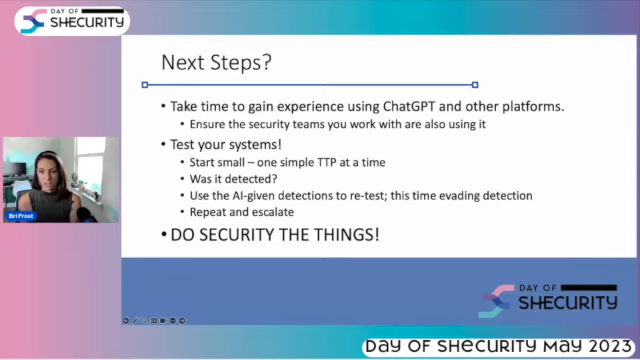 DAY OF
SHECURITY
Next Steps?
• Take time to gain experience using ChatGPT and other platforms.
• Ensure the security teams you work with are also using it
• Test your systems!
• Start small – one simple TTP at a time
• Was it detected?
• Use the AI-given detections to re-test; this time evading detection
• Repeat and escalate
• DO SECURITY THE THINGS!
Bri Frost
DAY OF
SHECURITY
DAY OF SHECURITY MAY 2023